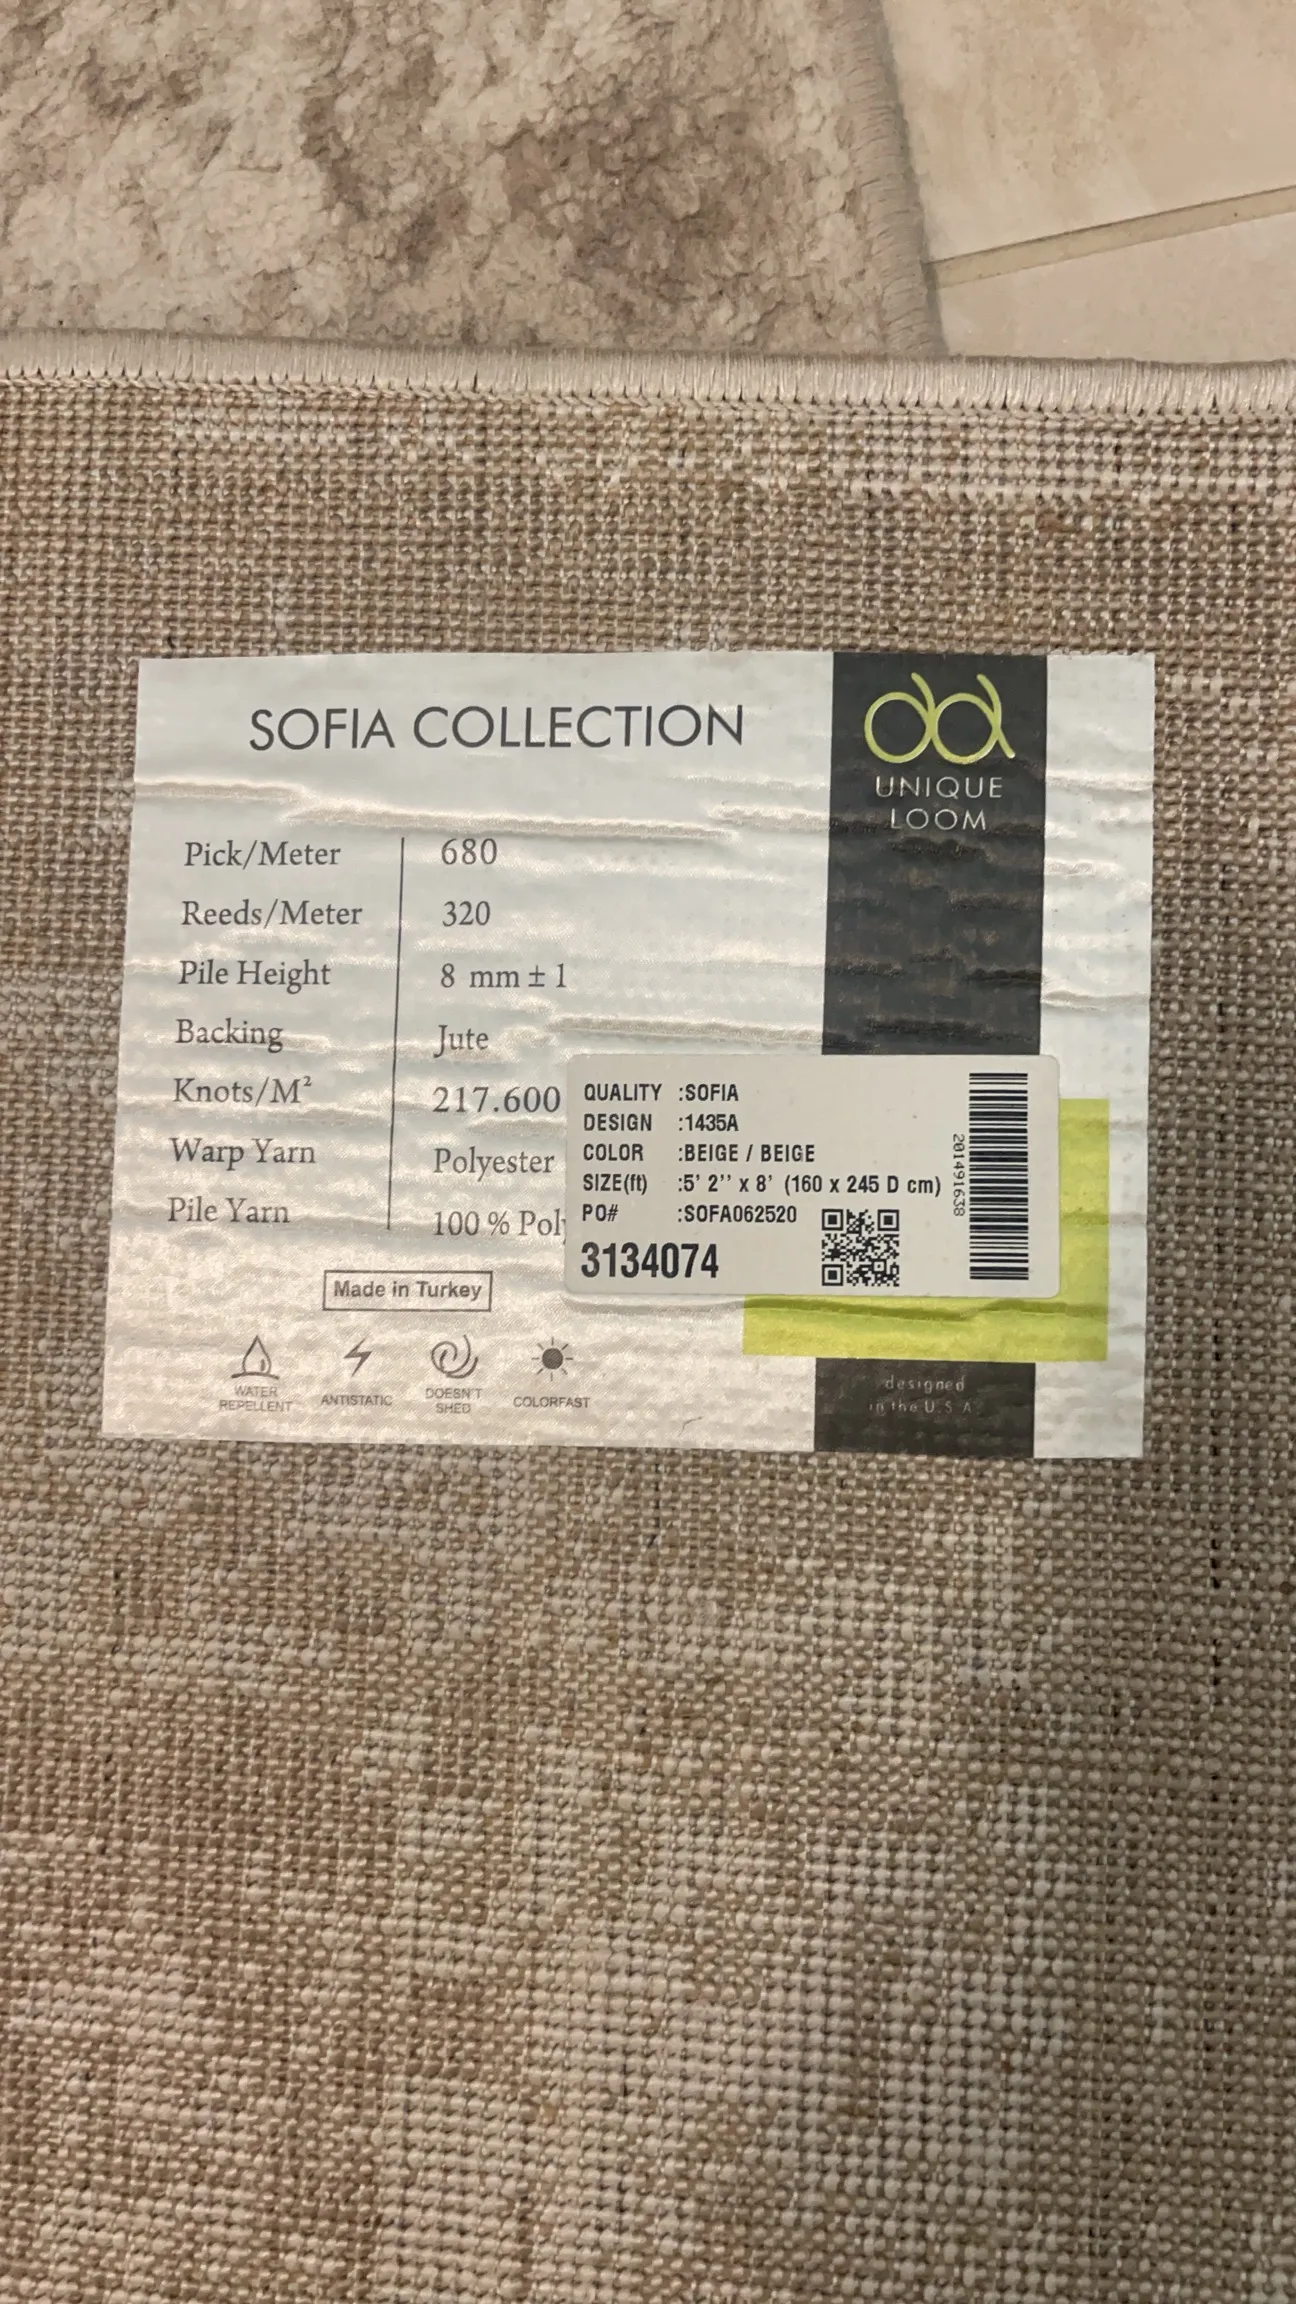 SOFIA COLLECTION
UNIQUE
LOOM
Pick/Meter 680
Reeds/Meter 320
Pile Height 8 mm ± 1
Backing Jute
Knots/M² 217.600
Warp Yarn Polyester
Pile Yarn 100 % Pol
Made in Turkey
WATER
REPELLENT
ANTISTATIC
DOESN'T
SHED
COLORFAST
QUALITY :SOFIA
DESIGN :1435A
COLOR :BEIGE / BEIGE
SIZE(ft) :5' 2'' x 8' (160 x 245 D cm)
PO# :SOFA062520
3134074
201491638
designed
in the U.S.A.